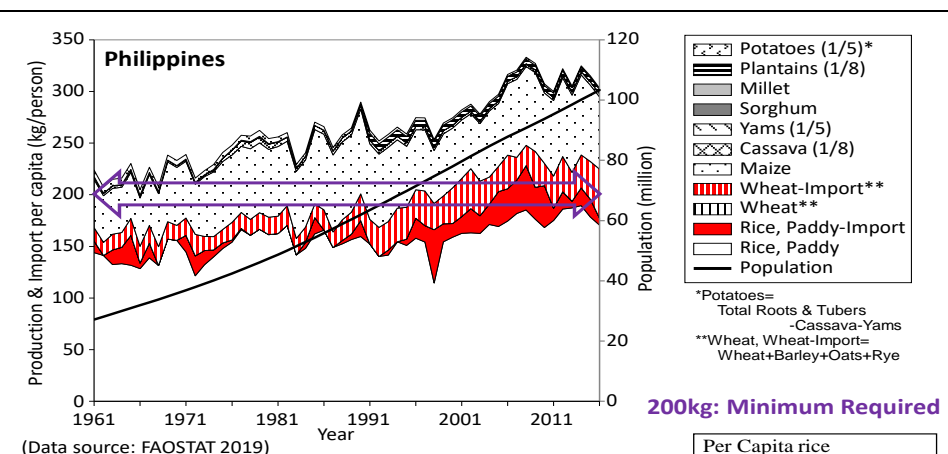 Philippines
Production & Import per capita (kg/person)
350
300
250
200
150
100
50
0
120
100
80
60
40
20
0
Population (million)
1961
1971
1981
1991
2001
2011
Year
(Data source: FAOSTAT 2019)
Potatoes (1/5)*
Plantains (1/8)
Millet
Sorghum
Yams (1/5)
Cassava (1/8)
Maize
Wheat-Import**
Wheat**
Rice, Paddy-Import
Rice, Paddy
Population
*Potatoes=
Total Roots & Tubers
-Cassava-Yams
**Wheat, Wheat-Import=
Wheat+Barley+Oats+Rye
200kg: Minimum Required
Per Capita rice